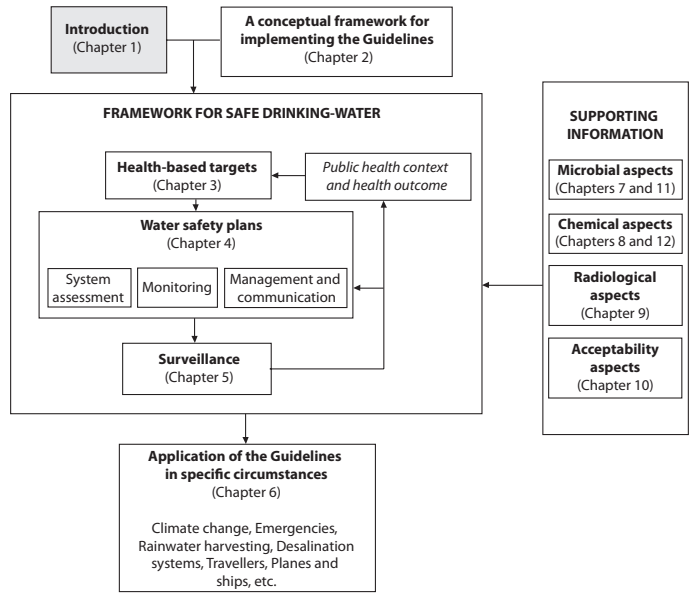 Introduction
(Chapter 1)
A conceptual framework for
implementing the Guidelines
(Chapter 2)
FRAMEWORK FOR SAFE DRINKING-WATER
Health-based targets
(Chapter 3)
Public health context
and health outcome
Water safety plans
(Chapter 4)
System
assessment
Monitoring
Management and
communication
Surveillance
(Chapter 5)
SUPPORTING
INFORMATION
Microbial aspects
(Chapters 7 and 11)
Chemical aspects
(Chapters 8 and 12)
Radiological
aspects
(Chapter 9)
Acceptability
aspects
(Chapter 10)
Application of the Guidelines
in specific circumstances
(Chapter 6)
Climate change, Emergencies,
Rainwater harvesting, Desalination
systems, Travellers, Planes and
ships, etc.